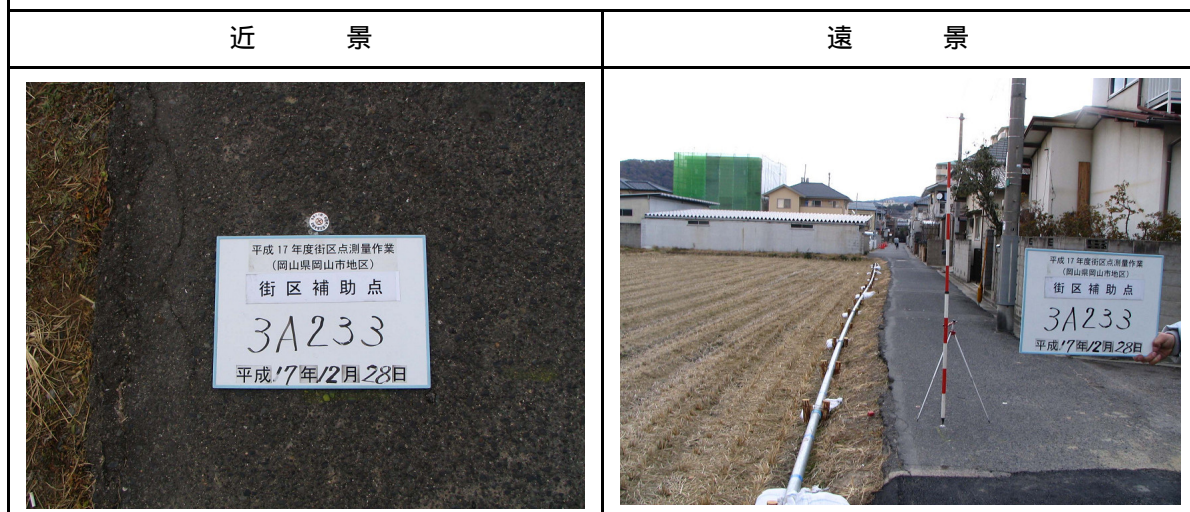 近 景
遠 景
平成 17 年度街区点測量作業
(岡山県岡山市地区)
街 区 補 助 点
3A233
平成17年12月28日
平成 17 年度街区点測量作業
(岡山県岡山市地区)
街 区 補 助 点
3A233
平成17年12月28日